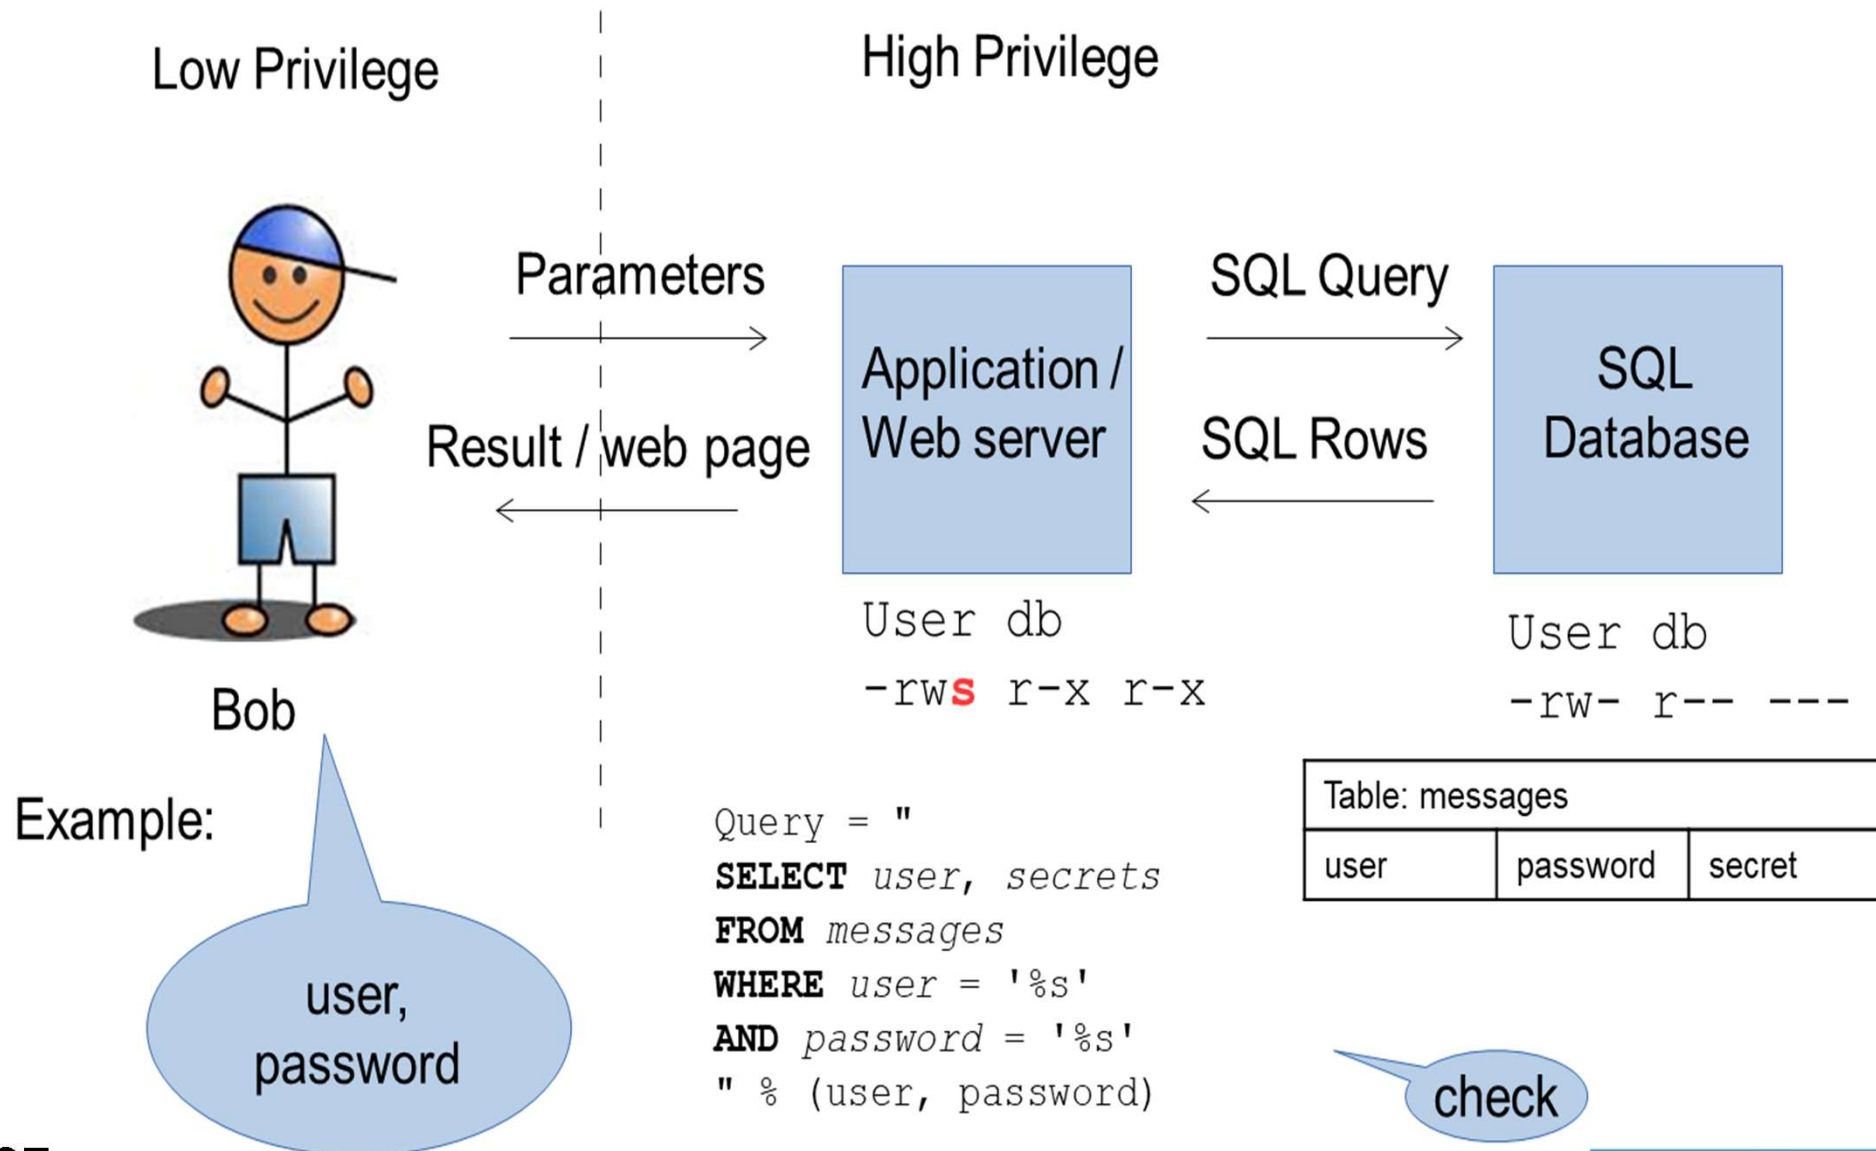 Low Privilege
High Privilege
Parameters
Result / web page
Application /
Web server
SQL Query
SQL Rows
SQL
Database
User db
-rws r-x r-x
User db
-rw- r-- ---
Bob
Example:
user,
password
Query = "
SELECT user, secrets
FROM messages
WHERE user = '%s'
AND password = '%s'
" % (user, password)
Table: messages
user password secret
check